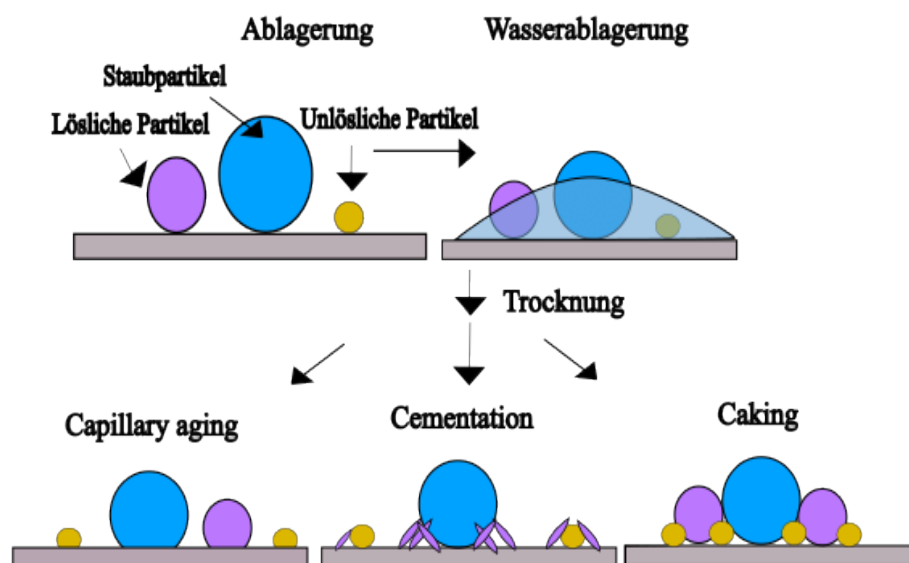 Ablagerung
Wasserablagerung
Staubpartikel
Lösliche Partikel
Unlösliche Partikel
Trocknung
Capillary aging
Cementation
Caking